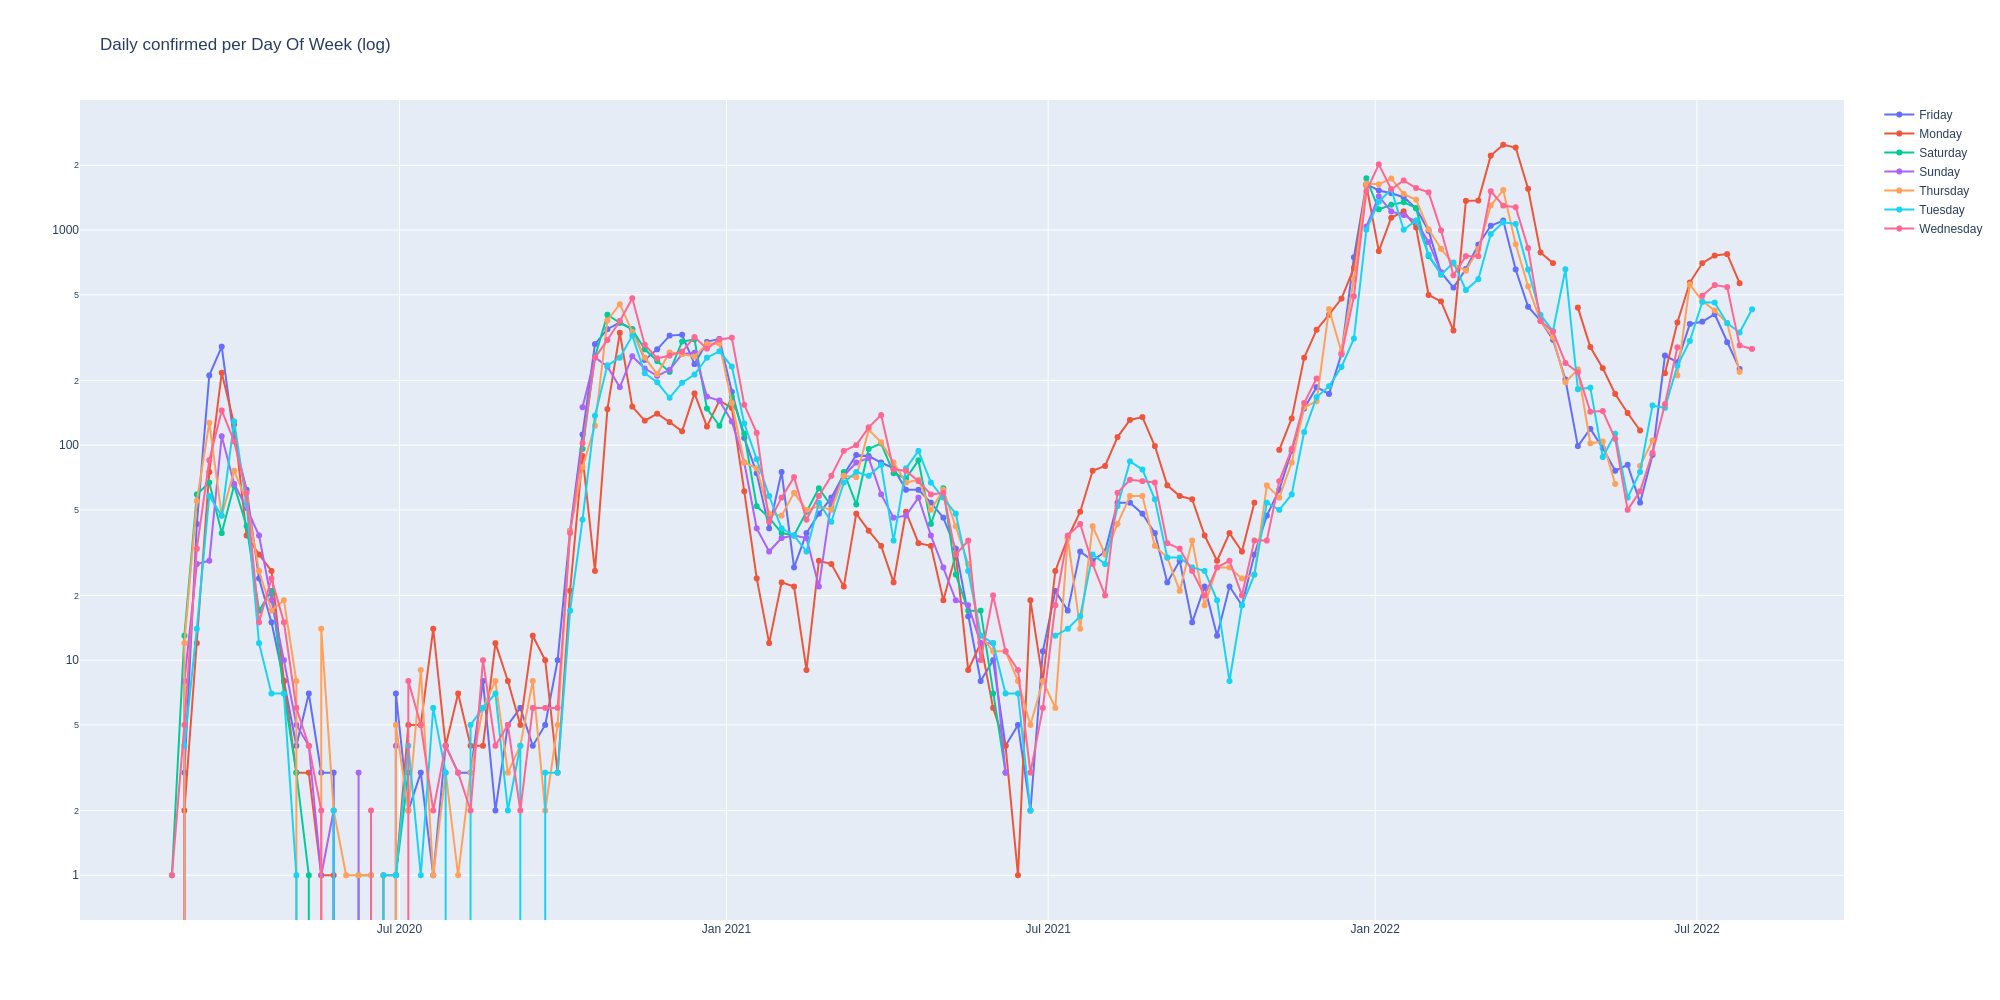 Daily confirmed per Day Of Week (log)
2
1000
5
2
100
5
2
10
5
2
1
Jul 2020
Jan 2021
Jul 2021
Jan 2022
Jul 2022
Friday
Monday
Saturday
Sunday
Thursday
Tuesday
Wednesday